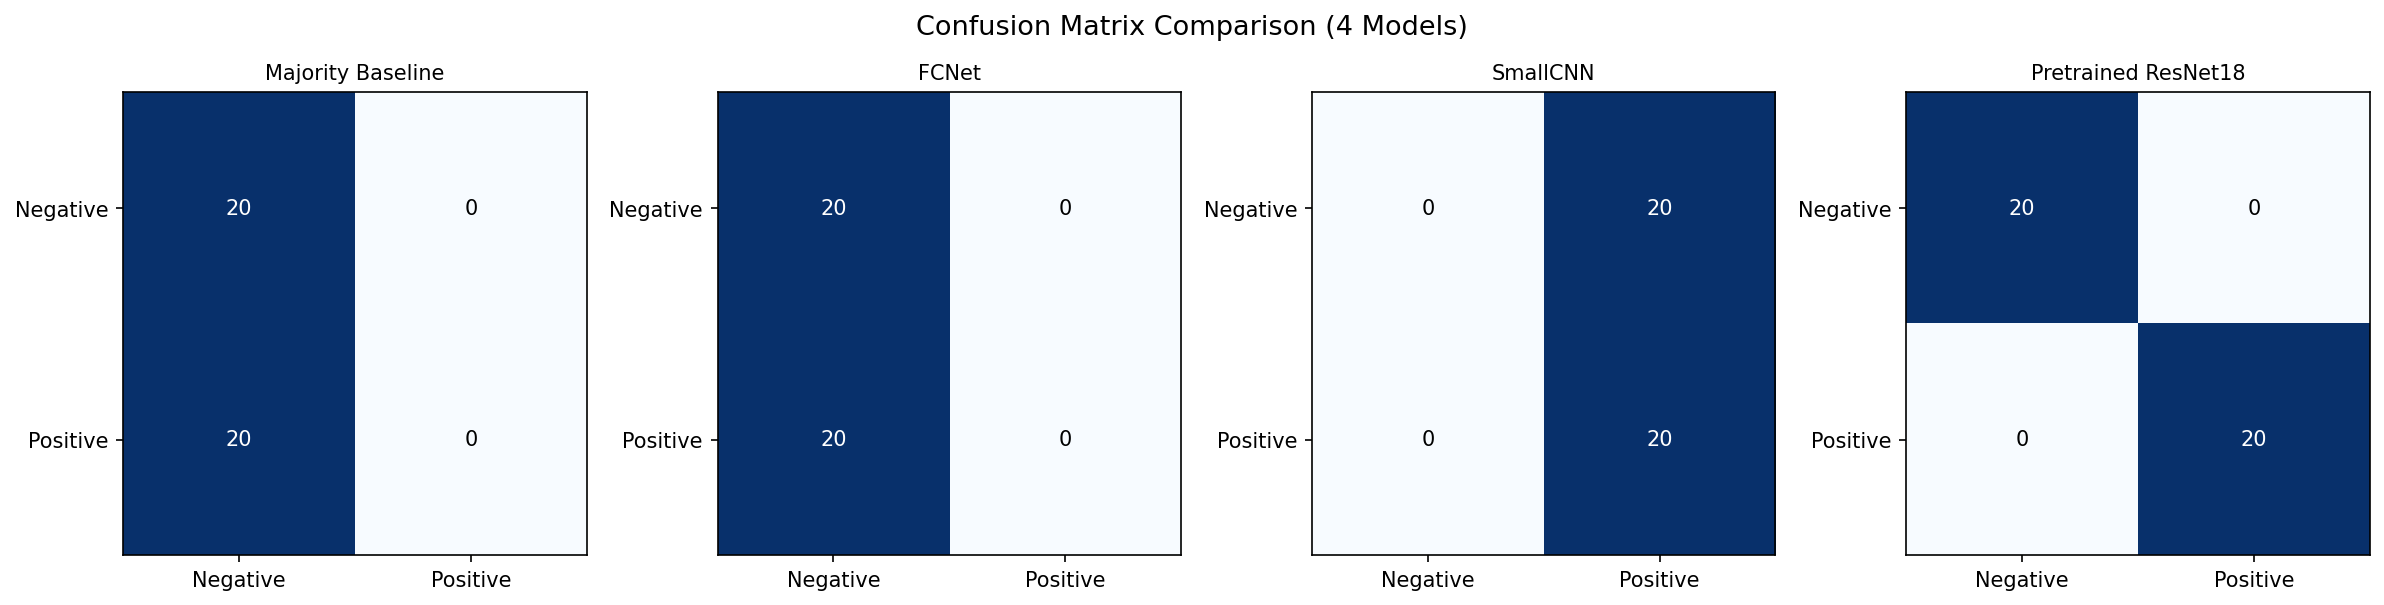 Confusion Matrix Comparison (4 Models)
Majority Baseline
Negative 20 0
Positive 20 0
Negative Positive
FCNet
Negative 20 0
Positive 20 0
Negative Positive
SmallCNN
Negative 0 20
Positive 0 20
Negative Positive
Pretrained ResNet18
Negative 20 0
Positive 0 20
Negative Positive